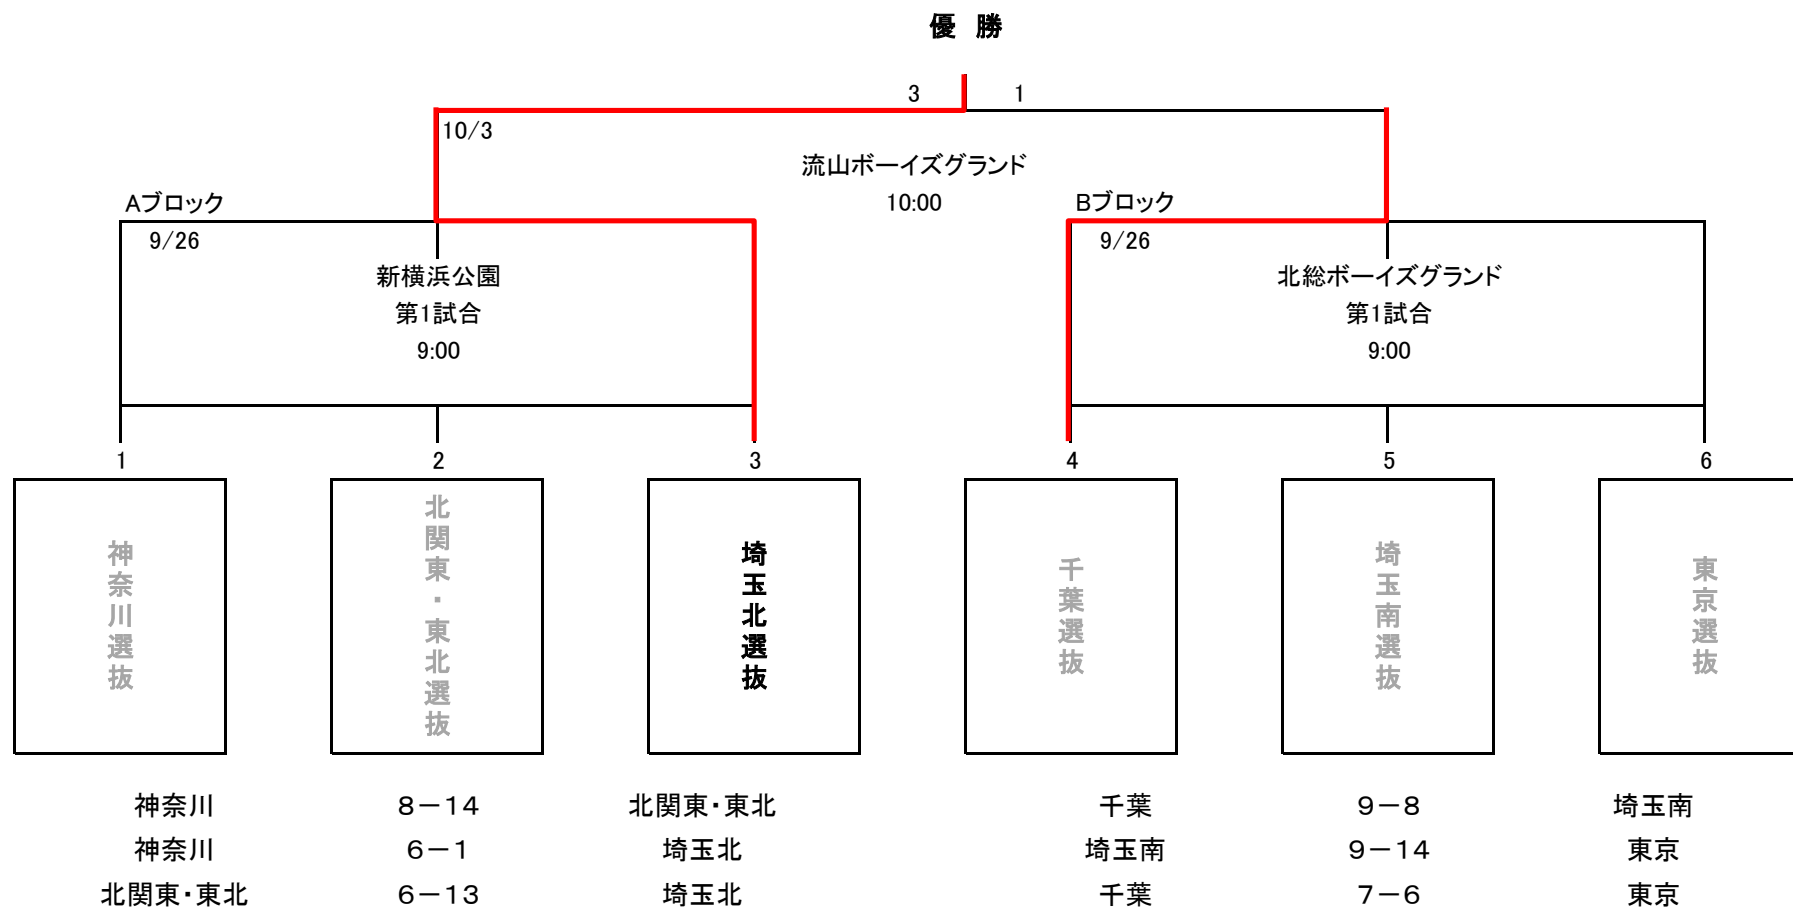 優 勝
3 1
10/3
流山ボーイズグランド
10:00
Aブロック
9/26
新横浜公園
第1試合
9:00
Bブロック
9/26
北総ボーイズグランド
第1試合
9:00
1 2 3 4 5 6
神奈川選抜
北関東・東北選抜
埼玉北選抜
千葉選抜
埼玉南選抜
東京選抜
神奈川 8－14 北関東・東北
神奈川 6－1 埼玉北
北関東・東北 6－13 埼玉北
千葉 9－8 埼玉南
埼玉南 9－14 東京
千葉 7－6 東京